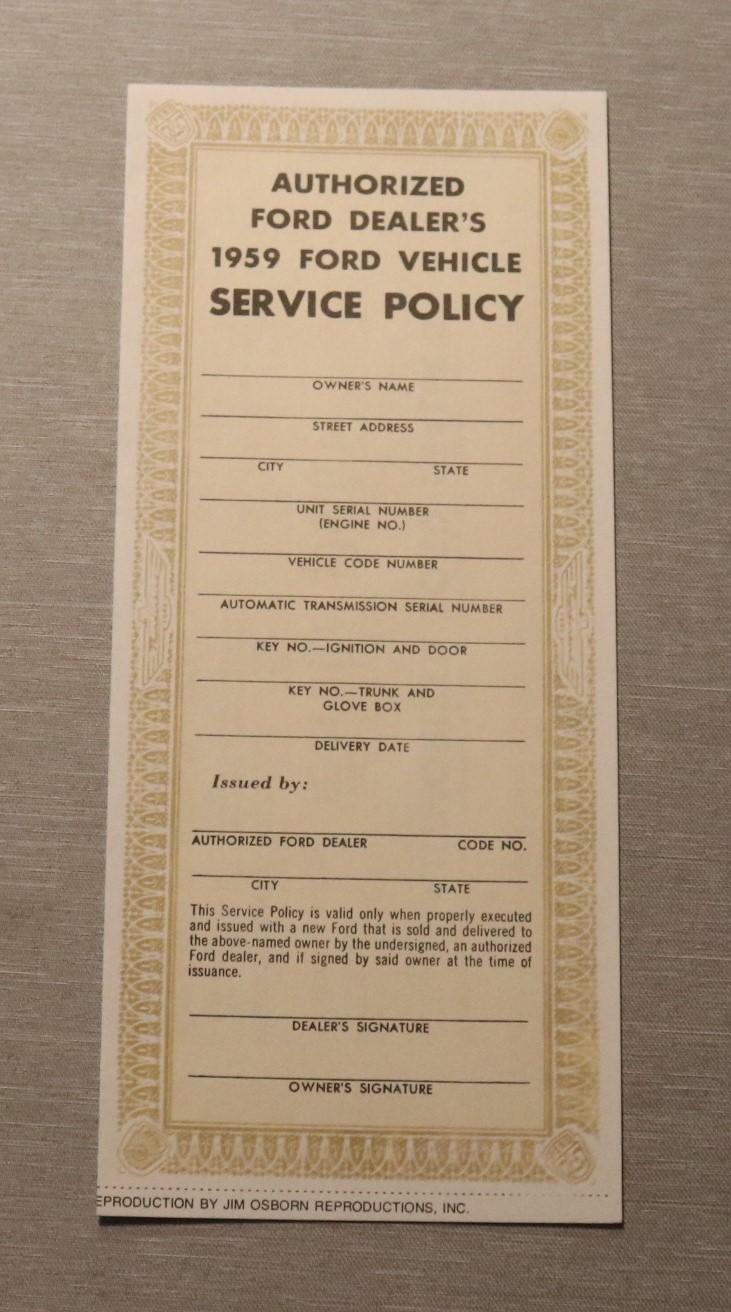 AUTHORIZED
FORD DEALER'S
1959 FORD VEHICLE
SERVICE POLICY
OWNER'S NAME
STREET ADDRESS
CITY STATE
UNIT SERIAL NUMBER
(ENGINE NO.)
VEHICLE CODE NUMBER
AUTOMATIC TRANSMISSION SERIAL NUMBER
KEY NO.—IGNITION AND DOOR
KEY NO.—TRUNK AND
GLOVE BOX
DELIVERY DATE
Issued by:
AUTHORIZED FORD DEALER CODE NO.
CITY STATE
This Service Policy is valid only when properly executed
and issued with a new Ford that is sold and delivered to
the above-named owner by the undersigned, an authorized
Ford dealer, and if signed by said owner at the time of
issuance.
DEALER'S SIGNATURE
OWNER'S SIGNATURE
EPRODUCTION BY JIM OSBORN REPRODUCTIONS, INC.